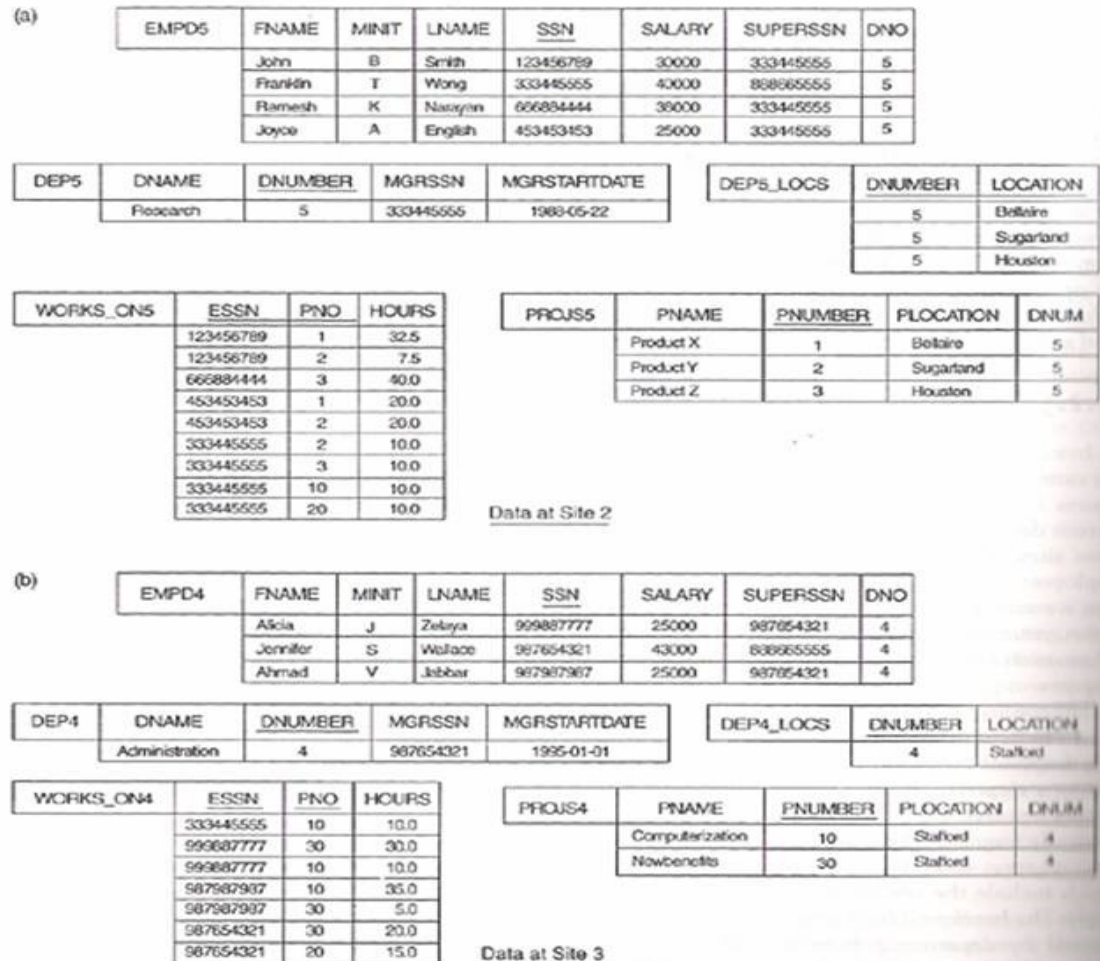 (a)
EMPD5 FNAME MINIT LNAME SSN SALARY SUPERSSN DNO
John B Smith 123456789 30000 333445555 5
Franklin T Wong 333445555 40000 888665555 5
Ramesh K Narayan 666884444 38000 333445555 5
Joyce A English 453453453 25000 333445555 5
DEP5 DNAME DNUMBER MGRSSN MGRSTARTDATE
Research 5 333445555 1988-05-22
DEP5_LOCS DNUMBER LOCATION
5 Bellaire
5 Sugarland
5 Houston
WORKS_ON5 ESSN PNO HOURS
123456789 1 32.5
123456789 2 7.5
666884444 3 40.0
453453453 1 20.0
453453453 2 20.0
333445555 2 10.0
333445555 3 10.0
333445555 10 10.0
333445555 20 10.0
PROJS5 PNAME PNUMBER PLOCATION DNUM
Product X 1 Bellaire 5
Product Y 2 Sugarland 5
Product Z 3 Houston 5
Data at Site 2
(b)
EMPD4 FNAME MINIT LNAME SSN SALARY SUPERSSN DNO
Alicia J Zelaya 999887777 25000 987654321 4
Jennifer S Wallace 987654321 43000 888665555 4
Ahmad V Jabbar 987987987 25000 987654321 4
DEP4 DNAME DNUMBER MGRSSN MGRSTARTDATE
Administration 4 987654321 1995-01-01
DEP4_LOCS DNUMBER LOCATION
4 Stafford
WORKS_ON4 ESSN PNO HOURS
333445555 10 10.0
999887777 30 30.0
999887777 10 10.0
987987987 10 35.0
987987987 30 5.0
987654321 30 20.0
987654321 20 15.0
PROJS4 PNAME PNUMBER PLOCATION DNUM
Computerization 10 Stafford 4
Newbenefits 30 Stafford 4
Data at Site 3